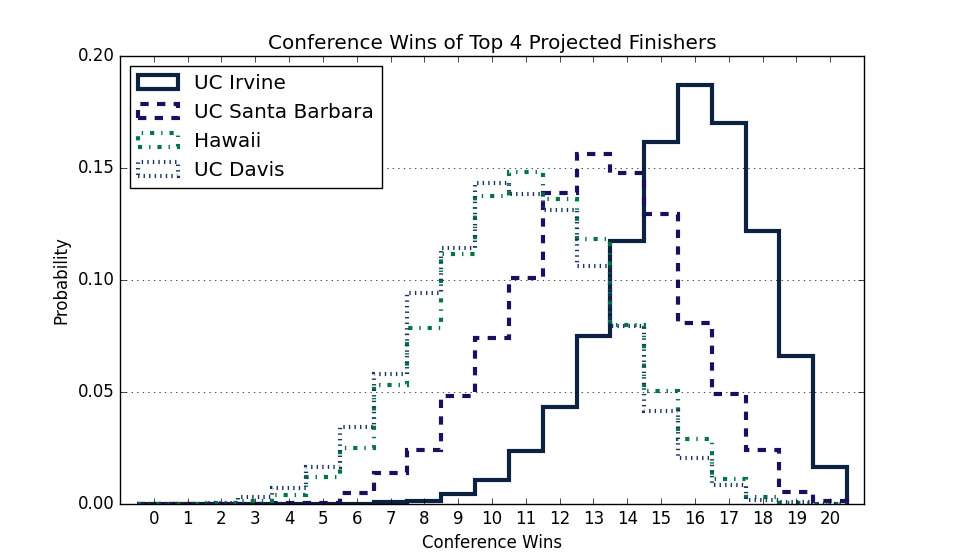 Conference Wins of Top 4 Projected Finishers
UC Irvine
UC Santa Barbara
Hawaii
UC Davis
0.20
0.15
0.10
0.05
0.00
Probability
0 1 2 3 4 5 6 7 8 9 10 11 12 13 14 15 16 17 18 19 20
Conference Wins